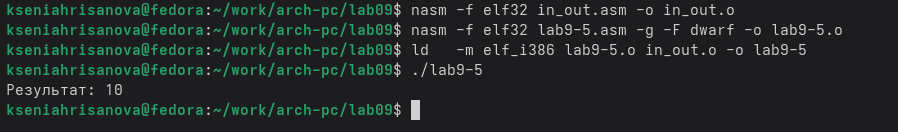 kseniahrisanova@fedora:~/work/arch-pc/lab09$ nasm -f elf32 in_out.asm -o in_out.o
kseniahrisanova@fedora:~/work/arch-pc/lab09$ nasm -f elf32 lab9-5.asm -g -F dwarf -o lab9-5.o
kseniahrisanova@fedora:~/work/arch-pc/lab09$ ld   -m elf_i386 lab9-5.o in_out.o -o lab9-5
kseniahrisanova@fedora:~/work/arch-pc/lab09$ ./lab9-5
Результат: 10
kseniahrisanova@fedora:~/work/arch-pc/lab09$